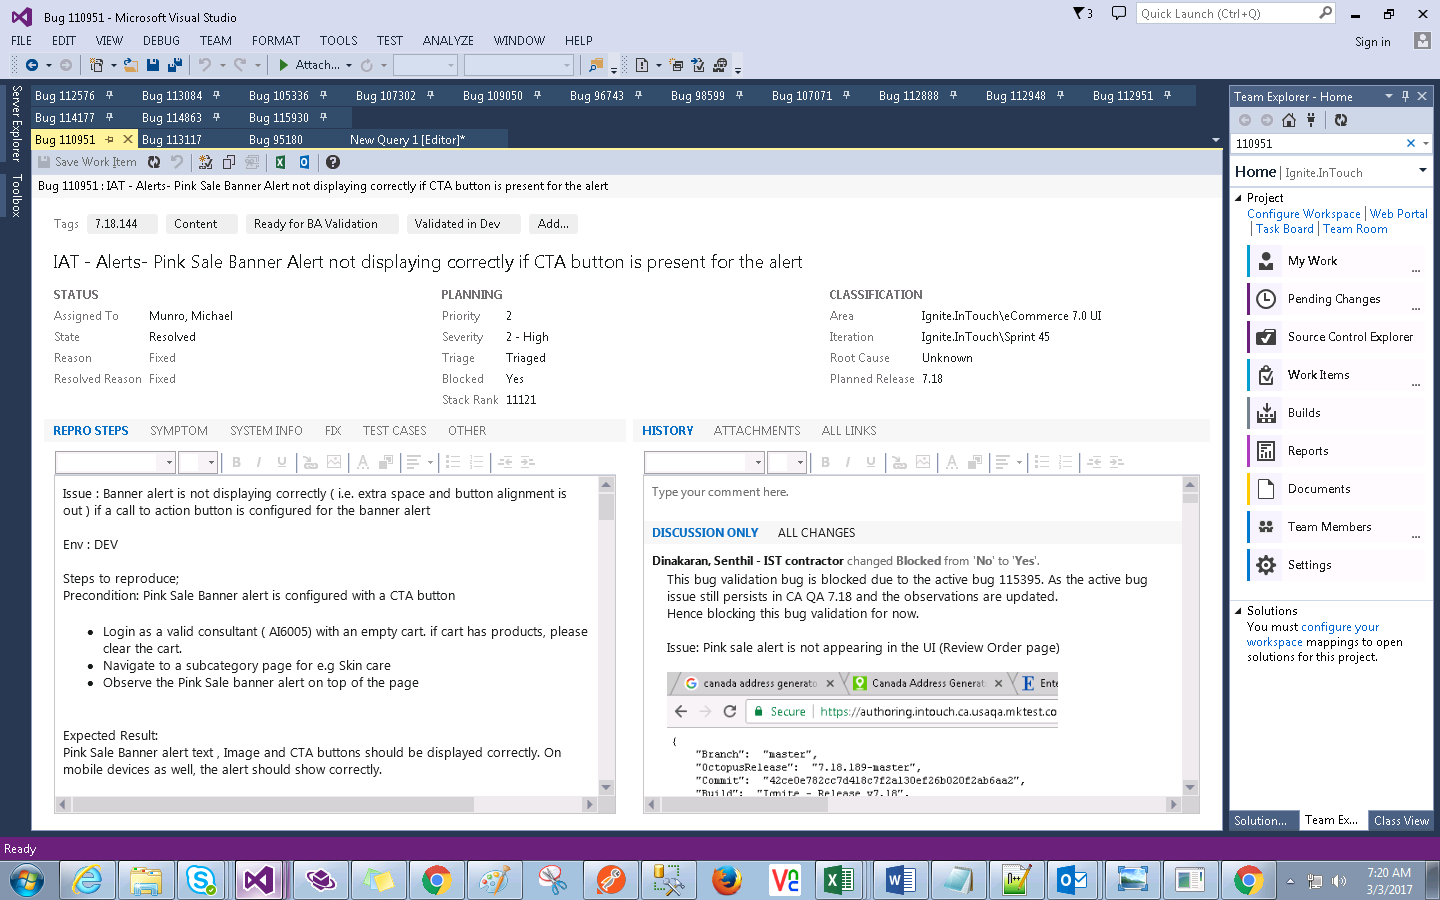 Bug 110951 - Microsoft Visual Studio
3
Quick Launch (Ctrl+Q)
FILE EDIT VIEW DEBUG TEAM FORMAT TOOLS TEST ANALYZE WINDOW HELP
Sign in
Attach...
Server Explorer
Toolbox
Bug 112576 Bug 113084 Bug 105336 Bug 107302 Bug 109050 Bug 96743 Bug 98599 Bug 107071 Bug 112888 Bug 112948 Bug 112951
Bug 114177 Bug 114863 Bug 115930
Bug 110951 Bug 113117 Bug 95180 New Query 1 [Editor]*
Save Work Item
Bug 110951 : IAT - Alerts- Pink Sale Banner Alert not displaying correctly if CTA button is present for the alert
Tags 7.18.144 Content Ready for BA Validation Validated in Dev Add...
IAT - Alerts- Pink Sale Banner Alert not displaying correctly if CTA button is present for the alert
STATUS
Assigned To Munro, Michael
State Resolved
Reason Fixed
Resolved Reason Fixed
PLANNING
Priority 2
Severity 2 - High
Triage Triaged
Blocked Yes
Stack Rank 11121
CLASSIFICATION
Area Ignite.InTouch\eCommerce 7.0 UI
Iteration Ignite.InTouch\Sprint 45
Root Cause Unknown
Planned Release 7.18
REPRO STEPS SYMPTOM SYSTEM INFO FIX TEST CASES OTHER
B I U A
Issue : Banner alert is not displaying correctly ( i.e. extra space and button alignment is
out ) if a call to action button is configured for the banner alert
Env : DEV
Steps to reproduce;
Precondition: Pink Sale Banner alert is configured with a CTA button
• Login as a valid consultant ( AI6005) with an empty cart. if cart has products, please
clear the cart.
• Navigate to a subcategory page for e.g Skin care
• Observe the Pink Sale banner alert on top of the page
Expected Result:
Pink Sale Banner alert text , Image and CTA buttons should be displayed correctly. On
mobile devices as well, the alert should show correctly.
HISTORY ATTACHMENTS ALL LINKS
B I U A
Type your comment here.
DISCUSSION ONLY ALL CHANGES
Dinakaran, Senthil - IST contractor changed Blocked from 'No' to 'Yes'.
This bug validation bug is blocked due to the active bug 115395. As the active bug
issue still persists in CA QA 7.18 and the observations are updated.
Hence blocking this bug validation for now.
Issue: Pink sale alert is not appearing in the UI (Review Order page)
canada address generato Canada Address Generat Ente
Secure https://authoring.intouch.ca.usaqa.mktest.co
{
"Branch": "master",
"OctopusRelease": "7.18.189-master",
"Commit": "42ce0e782cc7d418c7f2a130ef26b020f2ab6aa2",
"Build": "Ignite - Release v7.18",
Team Explorer - Home
110951
Home | Ignite.InTouch
Project
Configure Workspace | Web Portal
| Task Board | Team Room
My Work
...
Pending Changes
...
Source Control Explorer
Work Items
...
Builds
Reports
Documents
Team Members
...
Settings
Solutions
You must configure your
workspace mappings to open
solutions for this project.
Solution... Team Ex... Class View
Ready
7:20 AM
3/3/2017